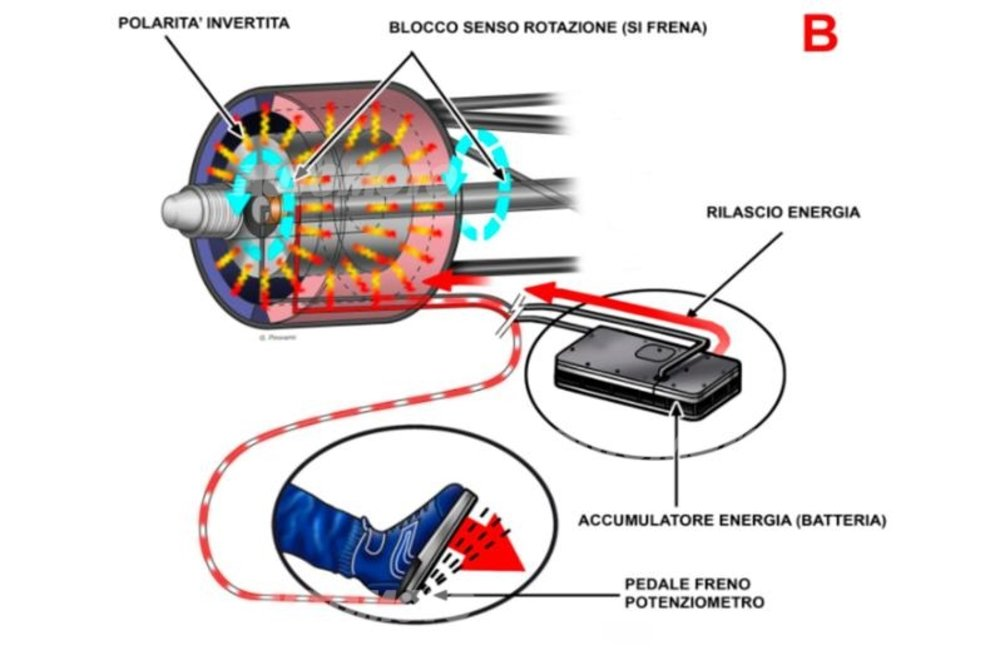 POLARITA' INVERTITA
BLOCCO SENSO ROTAZIONE (SI FRENA)
B
RILASCIO ENERGIA
ACCUMULATORE ENERGIA (BATTERIA)
PEDALE FRENO
POTENZIOMETRO